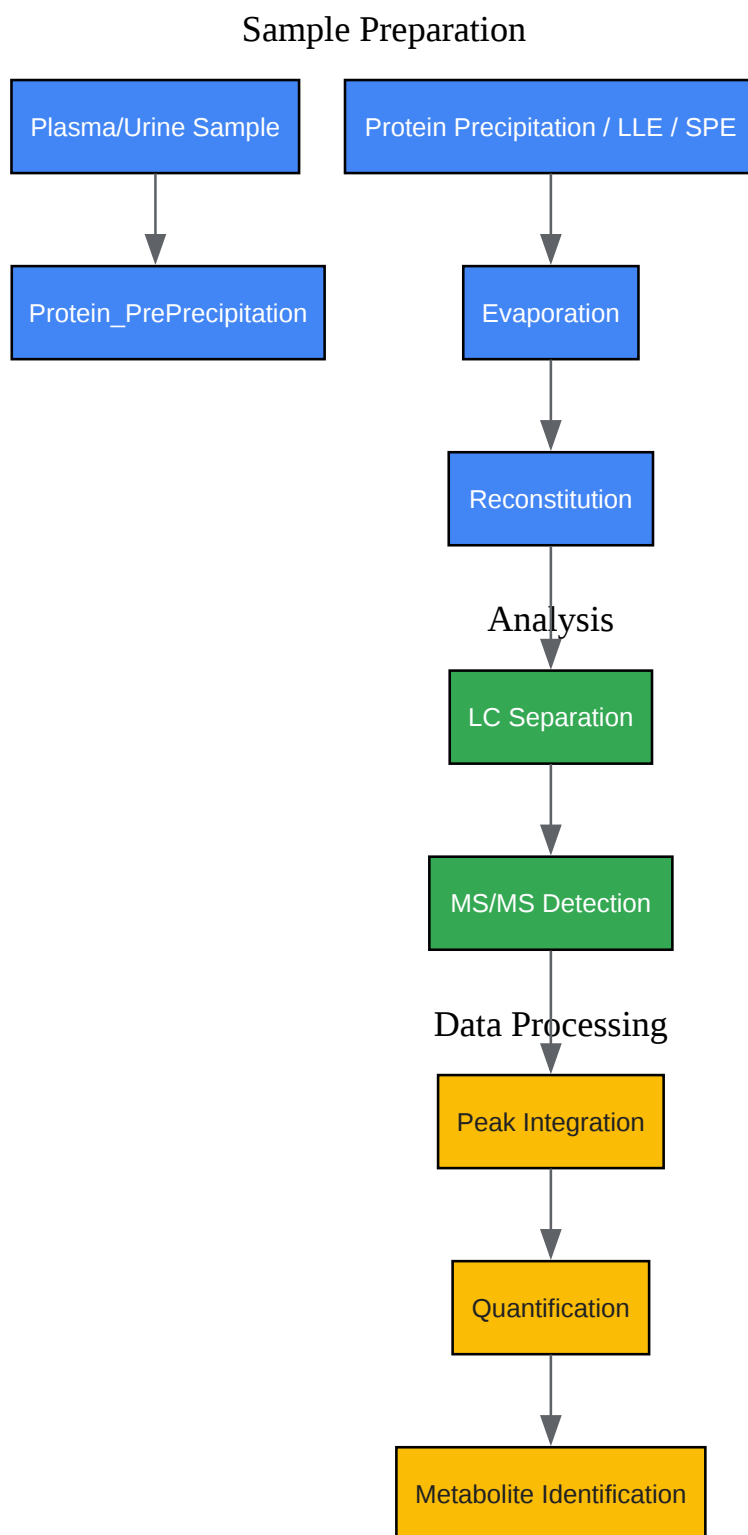 Sample Preparation
Plasma/Urine Sample
Protein Precipitation / LLE / SPE
Protein_PrePrecipitation
Evaporation
Reconstitution
Analysis
LC Separation
MS/MS Detection
Data Processing
Peak Integration
Quantification
Metabolite Identification